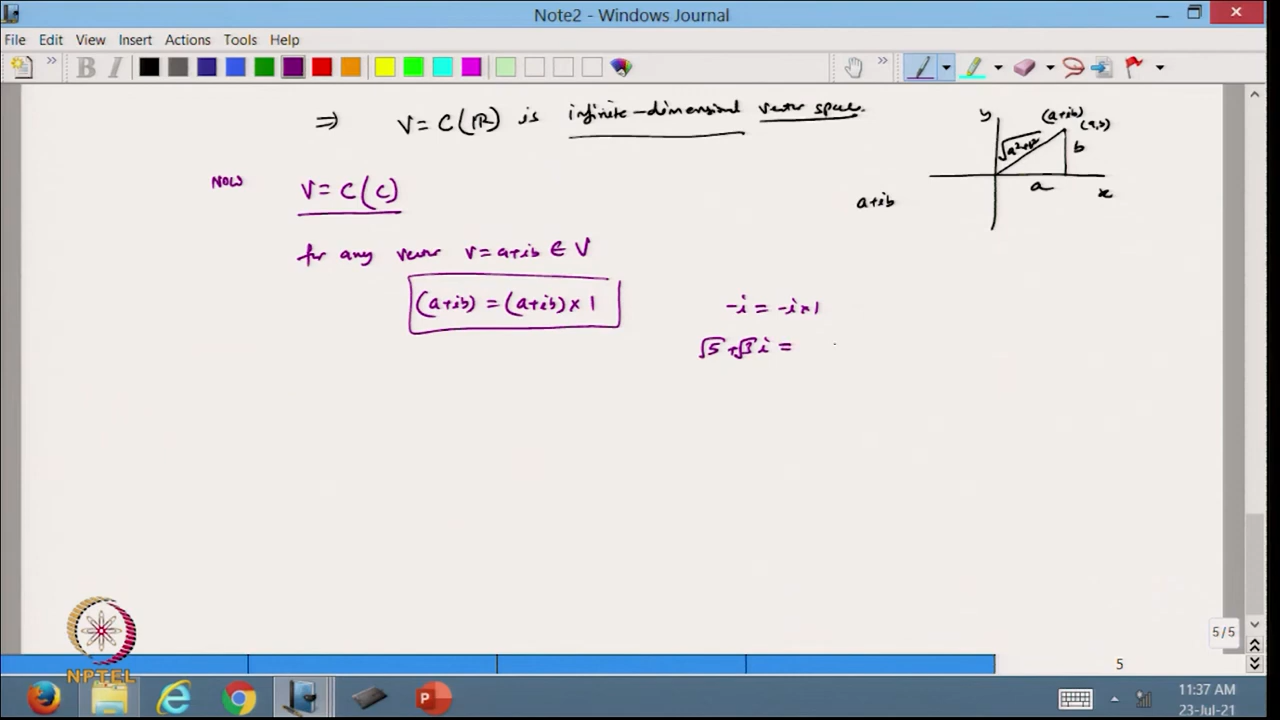 Note2 - Windows Journal
File Edit View Insert Actions Tools Help
⇒ V = C(R) is infinite-dimensional vector space.
y
(a+ib)
(a,b)
√a²+b²
b
a
x
a+ib
Now V = C(C)
for any vector v = a+ib ∈ V
(a+ib) = (a+ib) × 1
-i = -i×1
√5 + √3 i =
NPTEL
5/5
5
11:37 AM
23-Jul-21